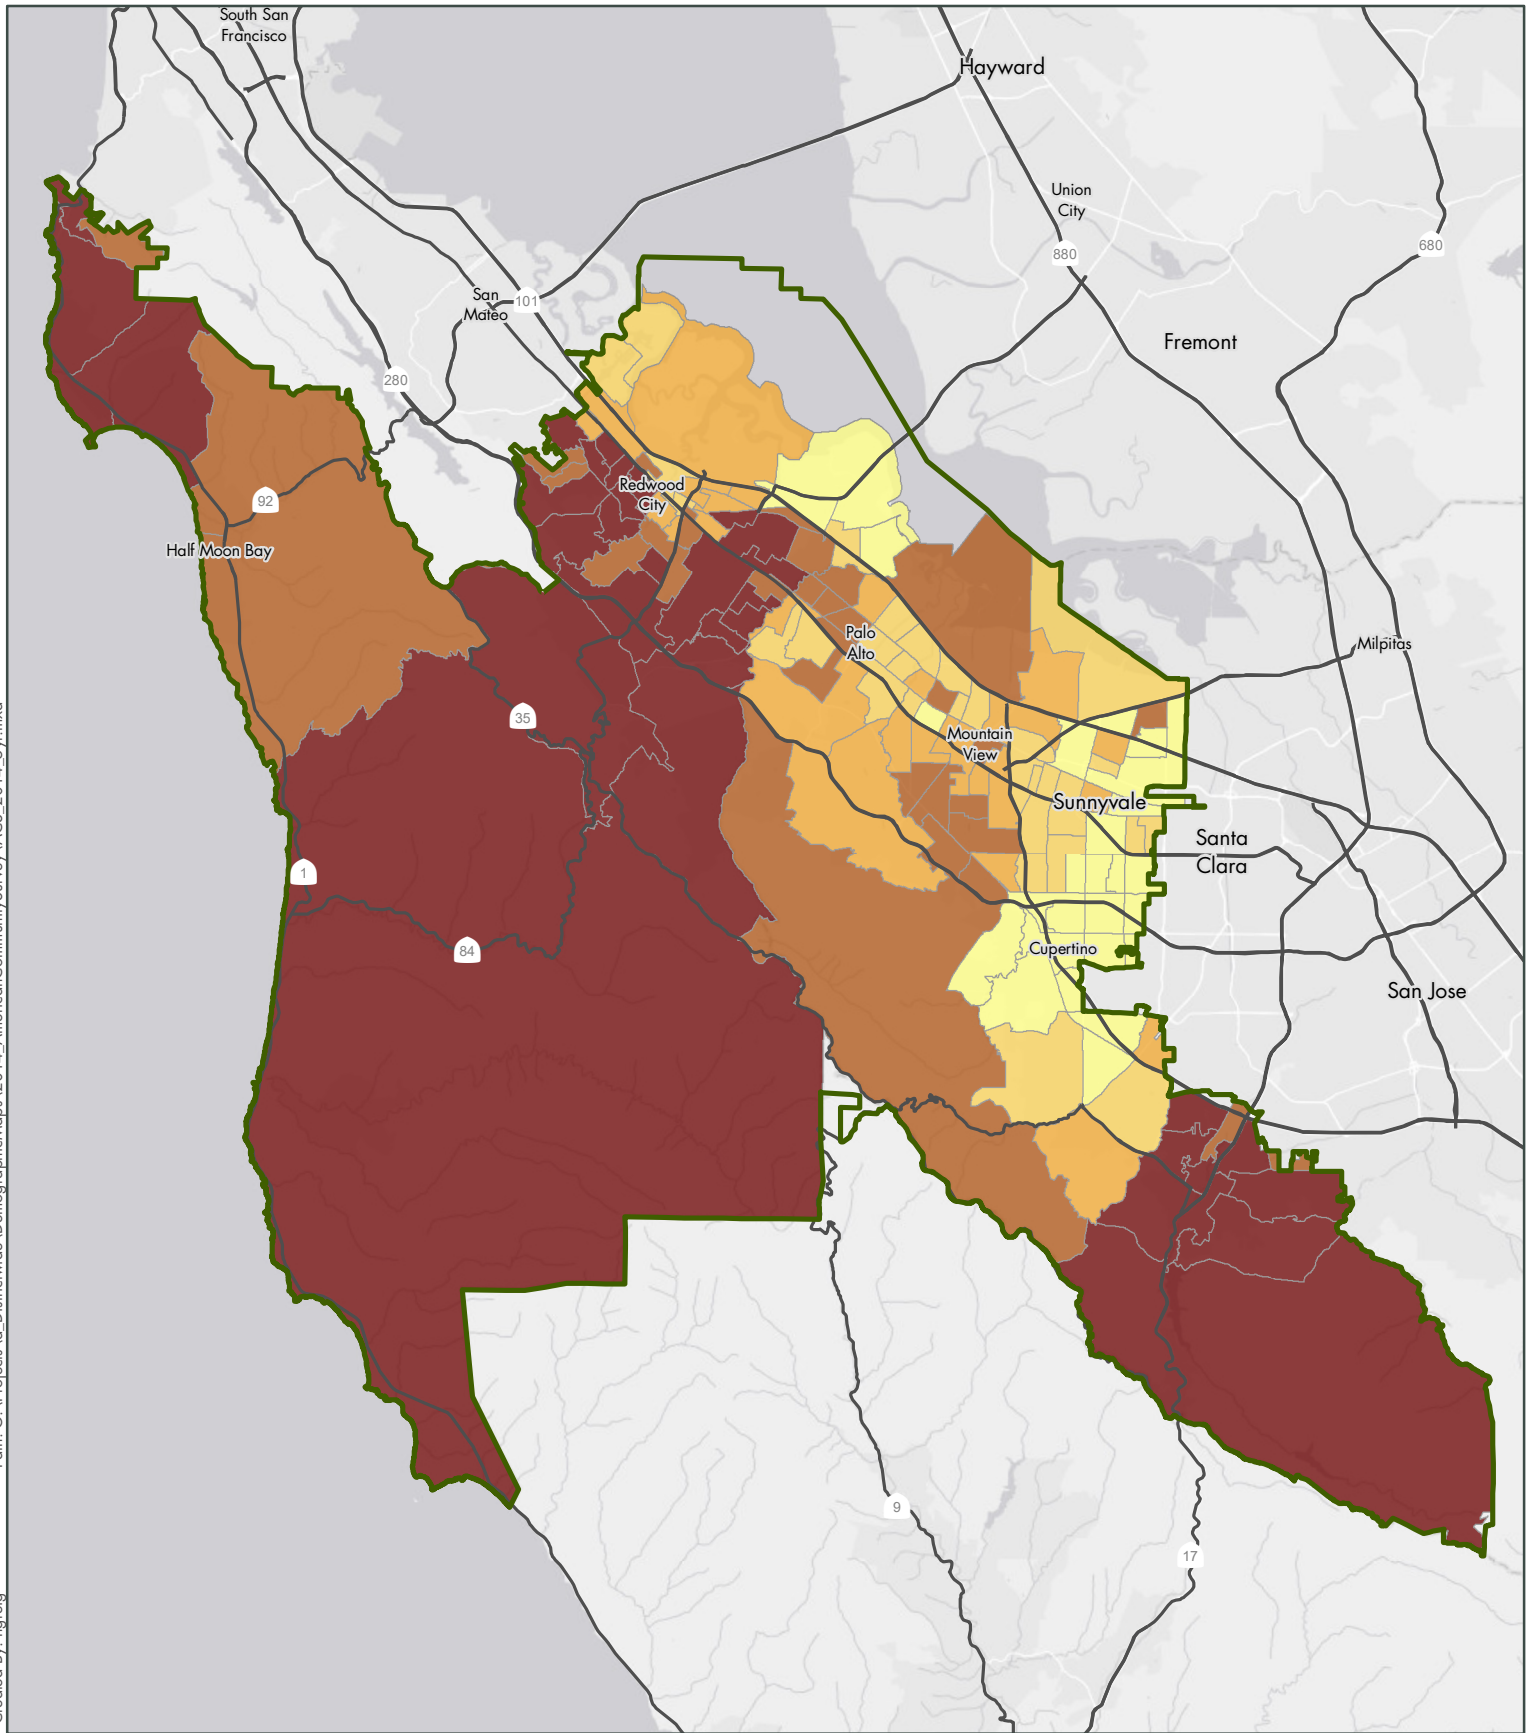 South San
Francisco
Hayward
Union
City
880
680
San
Mateo
101
Fremont
280
Redwood
City
92
Half Moon Bay
Palo
Alto
Milpitas
35
Mountain
View
Sunnyvale
Santa
Clara
1
84
Cupertino
San Jose
9
17